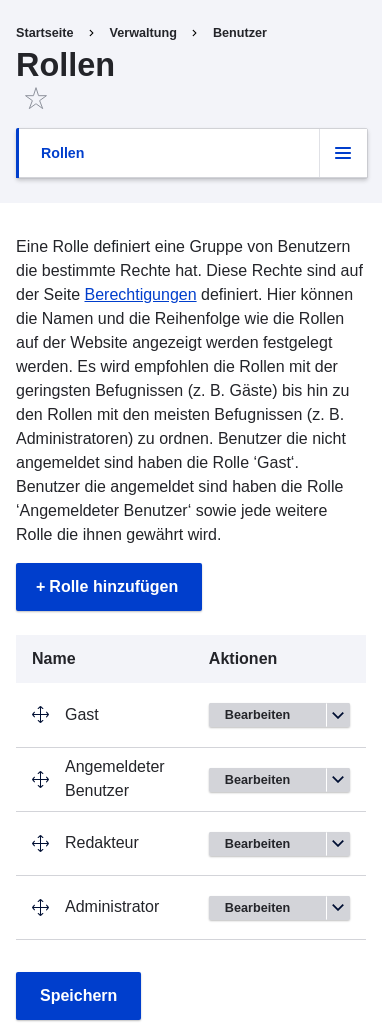 Startseite › Verwaltung › Benutzer
Rollen
Rollen
Eine Rolle definiert eine Gruppe von Benutzern
die bestimmte Rechte hat. Diese Rechte sind auf
der Seite Berechtigungen definiert. Hier können
die Namen und die Reihenfolge wie die Rollen
auf der Website angezeigt werden festgelegt
werden. Es wird empfohlen die Rollen mit der
geringsten Befugnissen (z. B. Gäste) bis hin zu
den Rollen mit den meisten Befugnissen (z. B.
Administratoren) zu ordnen. Benutzer die nicht
angemeldet sind haben die Rolle ‘Gast‘.
Benutzer die angemeldet sind haben die Rolle
‘Angemeldeter Benutzer‘ sowie jede weitere
Rolle die ihnen gewährt wird.
+ Rolle hinzufügen
Name Aktionen
Gast Bearbeiten
Angemeldeter
Benutzer Bearbeiten
Redakteur Bearbeiten
Administrator Bearbeiten
Speichern